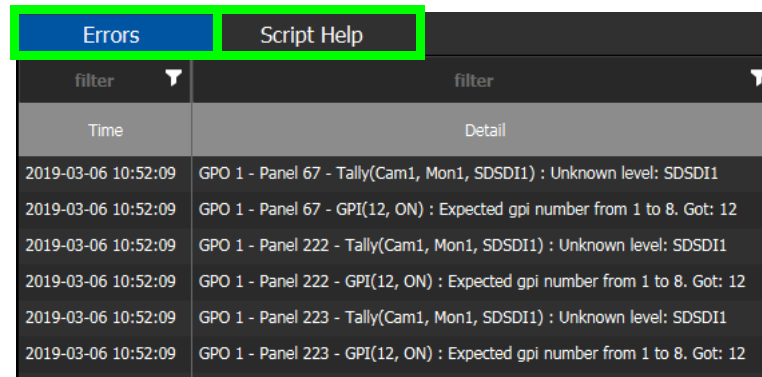 Errors Script Help
filter filter
Time Detail
2019-03-06 10:52:09 GPO 1 - Panel 67 - Tally(Cam1, Mon1, SDSDI1) : Unknown level: SDSDI1
2019-03-06 10:52:09 GPO 1 - Panel 67 - GPI(12, ON) : Expected gpi number from 1 to 8. Got: 12
2019-03-06 10:52:09 GPO 1 - Panel 222 - Tally(Cam1, Mon1, SDSDI1) : Unknown level: SDSDI1
2019-03-06 10:52:09 GPO 1 - Panel 222 - GPI(12, ON) : Expected gpi number from 1 to 8. Got: 12
2019-03-06 10:52:09 GPO 1 - Panel 223 - Tally(Cam1, Mon1, SDSDI1) : Unknown level: SDSDI1
2019-03-06 10:52:09 GPO 1 - Panel 223 - GPI(12, ON) : Expected gpi number from 1 to 8. Got: 12